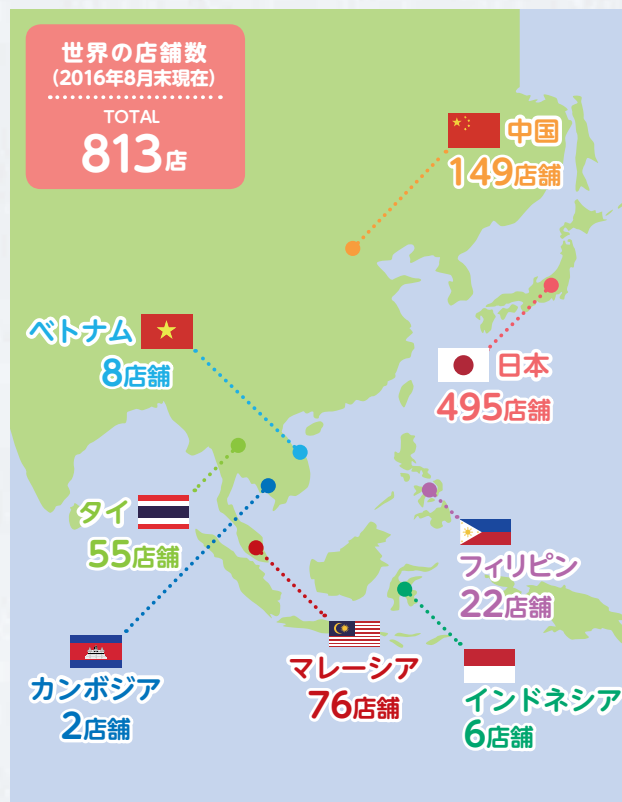 世界の店舗数
(2016年8月末現在)
TOTAL
813店
中国
149店舗
ベトナム
8店舗
日本
495店舗
タイ
55店舗
フィリピン
22店舗
カンボジア
2店舗
マレーシア
76店舗
インドネシア
6店舗